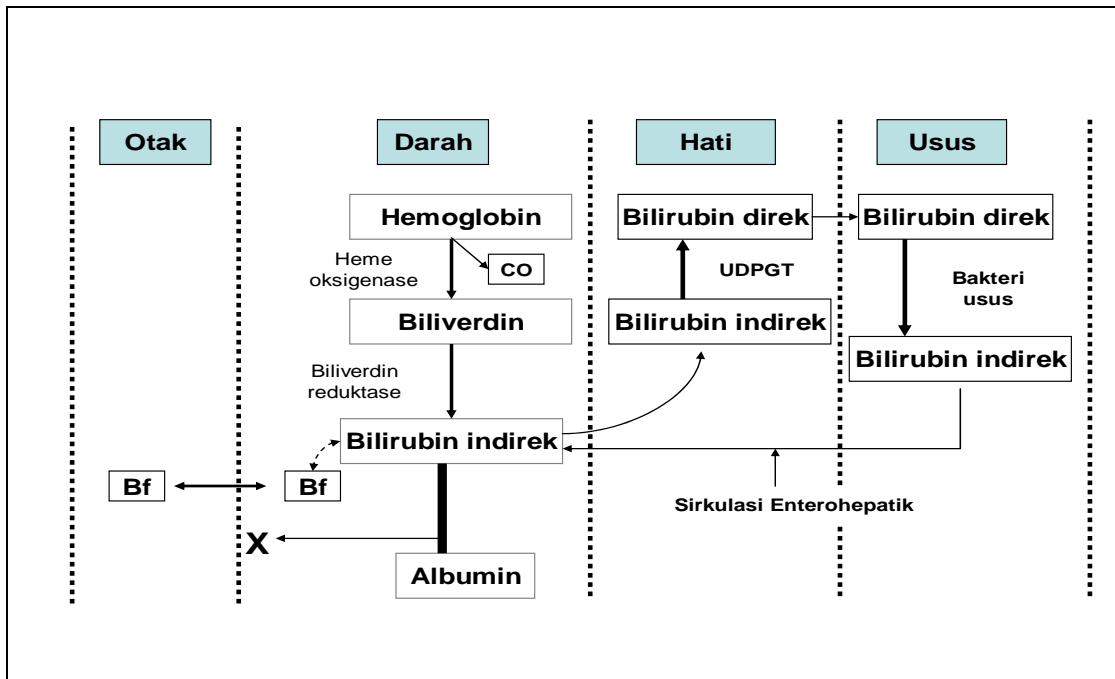 Otak
Darah
Hati
Usus
Hemoglobin
Bilirubin direk
Bilirubin direk
Heme
oksigenase
CO
UDPGT
Bakteri
usus
Biliverdin
Bilirubin indirek
Bilirubin indirek
Biliverdin
reduktase
Bilirubin indirek
Bf
Bf
Sirkulasi Enterohepatik
X
Albumin